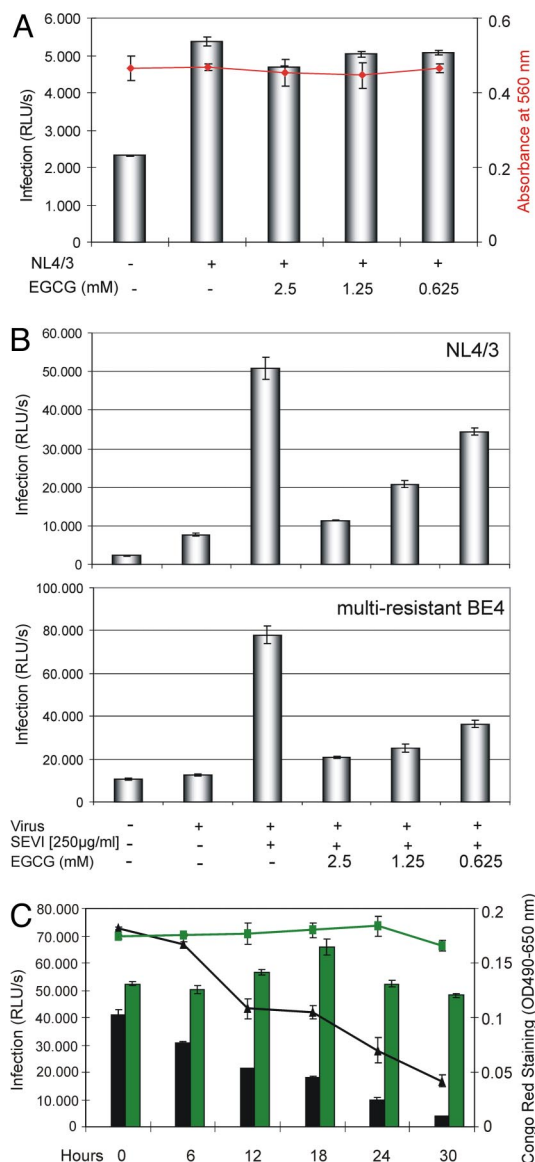 A
6.000
5.000
4.000
3.000
2.000
1.000
0
Infection (RLU/s)
0.6
0.4
0.2
0
Absorbance at 560 nm
NL4/3 - + + + +
EGCG (mM) - - 2.5 1.25 0.625
B
60.000
50.000
40.000
30.000
20.000
10.000
0
Infection (RLU/s)
NL4/3
100.000
80.000
60.000
40.000
20.000
0
Infection (RLU/s)
multi-resistant BE4
Virus - + + + + +
SEVI [250µg/ml] - - + + + +
EGCG (mM) - - - 2.5 1.25 0.625
C
80.000
70.000
60.000
50.000
40.000
30.000
20.000
10.000
0
Infection (RLU/s)
0.2
0.15
0.1
0.05
0
Congo Red Staining (OD490-650 nm)
Hours 0 6 12 18 24 30